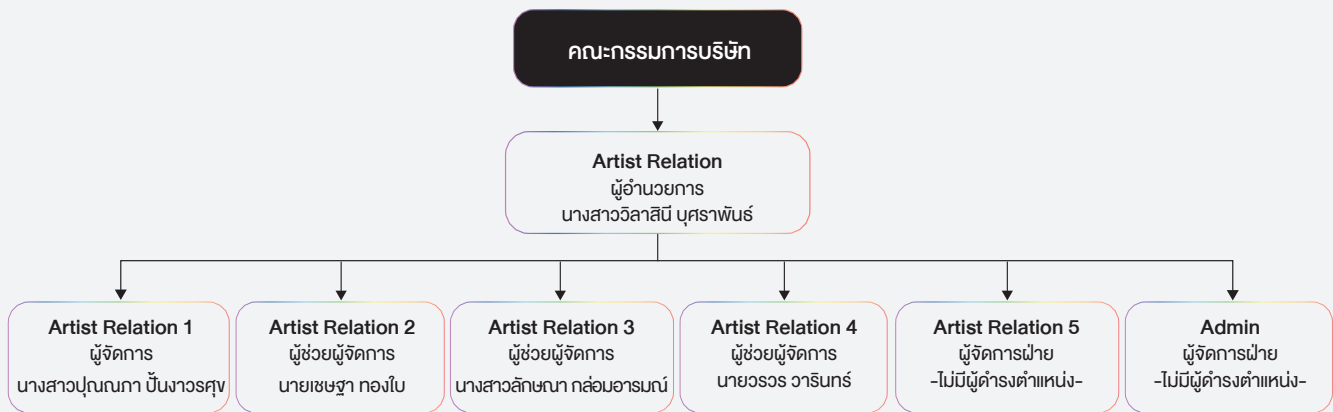 คณะกรรมการบริษัท
Artist Relation
ผู้อำนวยการ
นางสาววิลาสินี บุศราพันธ์
Artist Relation 1
ผู้จัดการ
นางสาวปุณณภา ปั้นงาวรศุข
Artist Relation 2
ผู้ช่วยผู้จัดการ
นายเชษฐา ทองใบ
Artist Relation 3
ผู้ช่วยผู้จัดการ
นางสาวลักษณา กล่อมอารมณ์
Artist Relation 4
ผู้ช่วยผู้จัดการ
นายวรวร วารินทร์
Artist Relation 5
ผู้จัดการฝ่าย
-ไม่มีผู้ดำรงตำแหน่ง-
Admin
ผู้จัดการฝ่าย
-ไม่มีผู้ดำรงตำแหน่ง-